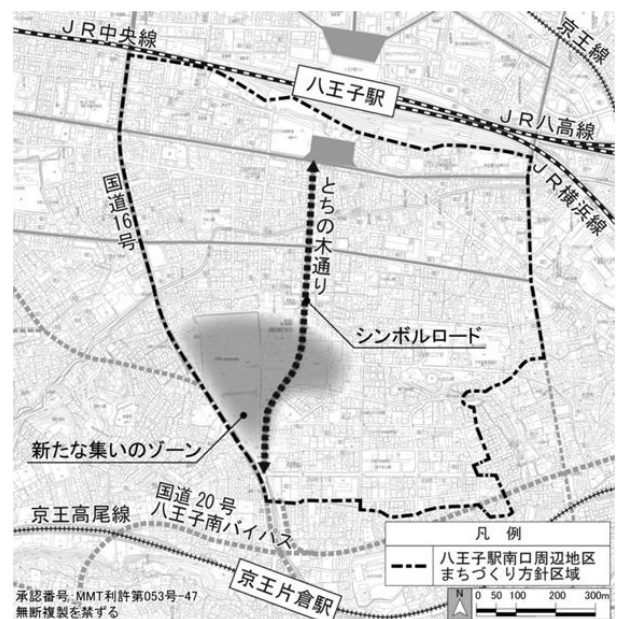 JR中央線
京王線
八王子駅
JR八高線
JR横浜線
国道16号
とちの木通り
シンボルロード
新たな集いのゾーン
国道20号
八王子南バイパス
京王高尾線
京王片倉駅
凡 例
八王子駅南口周辺地区
まちづくり方針区域
承認番号:MMT利許第053号-47
無断複製を禁ずる
N
0 50 100 200 300m